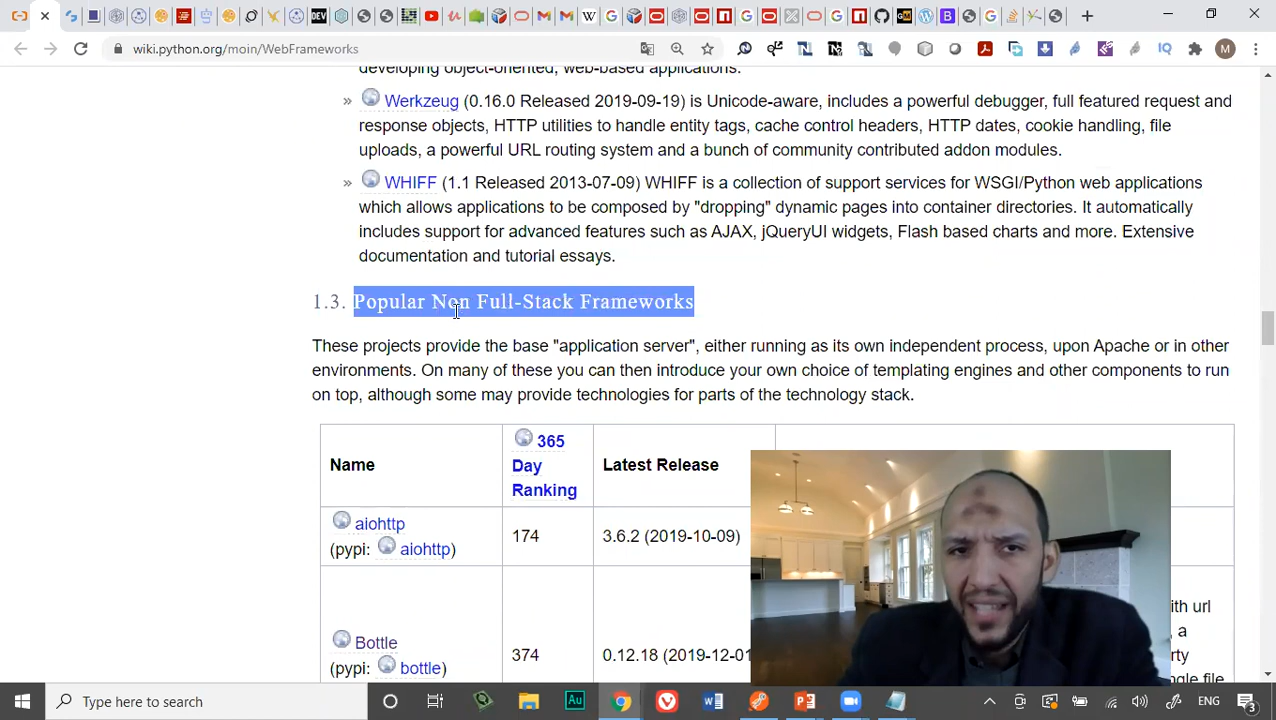 wiki.python.org/moin/WebFrameworks
M
developing object-oriented, web-based applications.
» Werkzeug (0.16.0 Released 2019-09-19) is Unicode-aware, includes a powerful debugger, full featured request and
response objects, HTTP utilities to handle entity tags, cache control headers, HTTP dates, cookie handling, file
uploads, a powerful URL routing system and a bunch of community contributed addon modules.
» WHIFF (1.1 Released 2013-07-09) WHIFF is a collection of support services for WSGI/Python web applications
which allows applications to be composed by "dropping" dynamic pages into container directories. It automatically
includes support for advanced features such as AJAX, jQueryUI widgets, Flash based charts and more. Extensive
documentation and tutorial essays.
1.3. Popular Non Full-Stack Frameworks
These projects provide the base "application server", either running as its own independent process, upon Apache or in other
environments. On many of these you can then introduce your own choice of templating engines and other components to run
on top, although some may provide technologies for parts of the technology stack.
Name
365
Day
Ranking
Latest Release
aiohttp
(pypi: aiohttp)
174
3.6.2 (2019-10-09)
Bottle
(pypi: bottle)
374
0.12.18 (2019-12-01
with url
, a
rty
ngle file
Type here to search
ENG
3